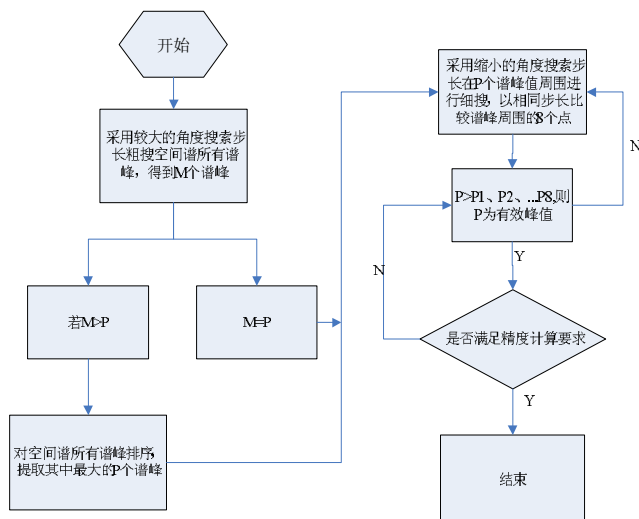 开始
采用较大的角度搜索步
长粗搜空间谱所有谱
峰，得到M个谱峰
若M>P
M=P
对空间谱所有谱峰排序，
提取其中最大的P个谱峰
采用缩小的角度搜索步
长在P个谱峰值周围进
行细搜，以相同步长比
较谱峰周围的8个点
N
P>P1、P2、...P8,则
P为有效峰值
Y
N
是否满足精度计算要求
Y
结束